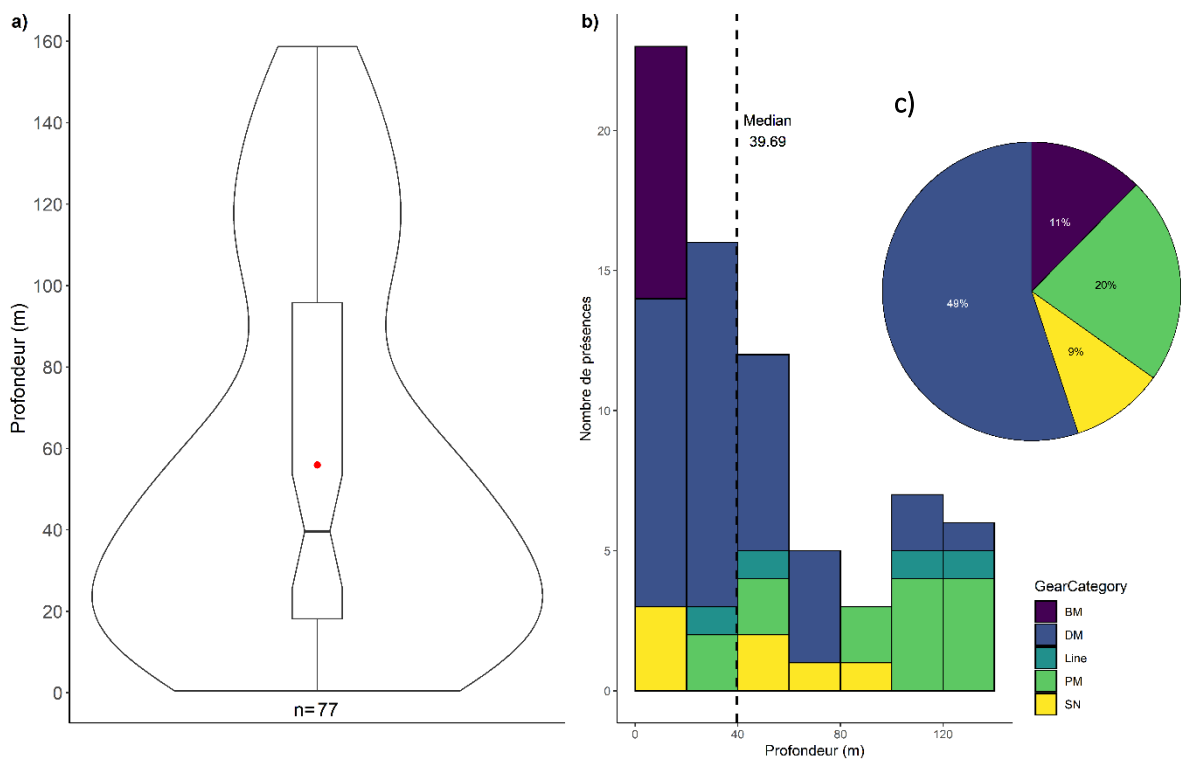 a)
Profondeur (m)
160
140
120
100
80
60
40
20
0
n=77
b)
Nombre de présences
20
15
10
5
0
Median
39.69
0
40
80
120
Profondeur (m)
c)
11%
20%
49%
9%
GearCategory
BM
DM
Line
PM
SN